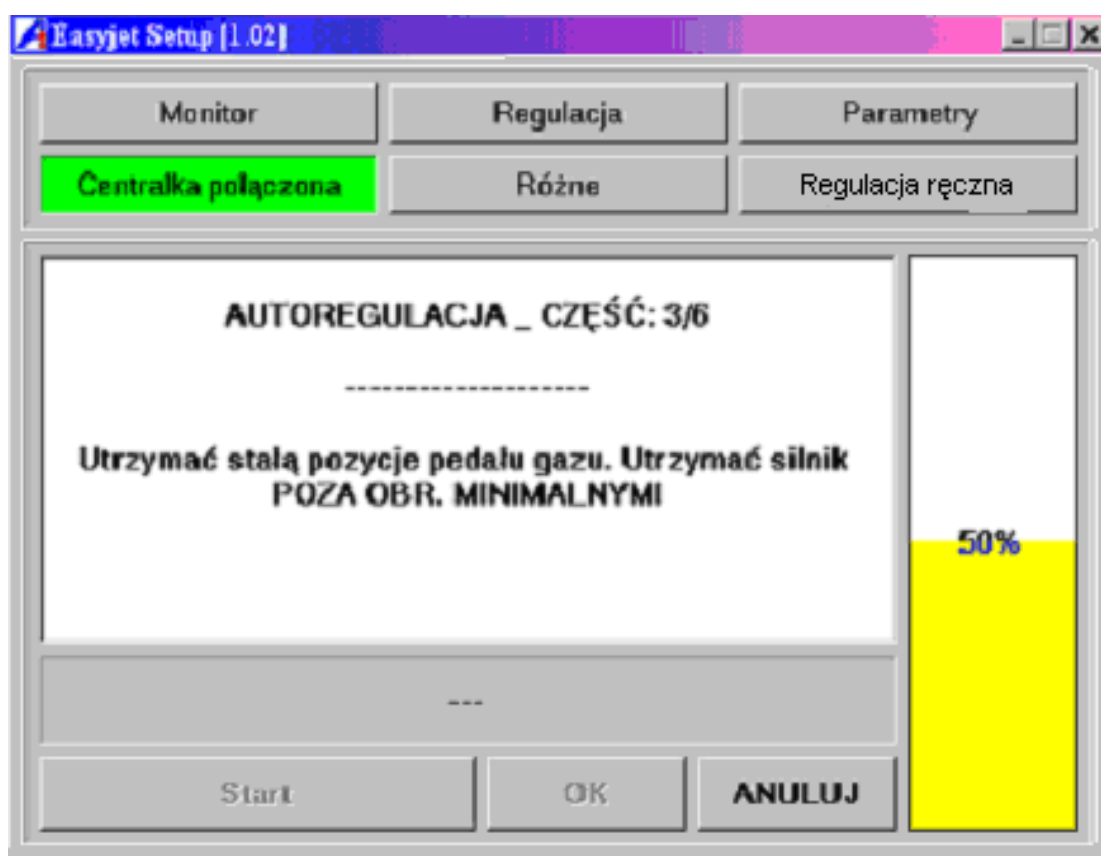 Easyjet Setup [1.02]
Monitor
Regulacja
Parametry
Centralka połączona
Różne
Regulacja ręczna
AUTOREGULACJA _ CZĘŚĆ: 3/6
--------------------
Utrzymać stałą pozycje pedału gazu. Utrzymać silnik
POZA OBR. MINIMALNYMI
50%
---
Start
OK
ANULUJ